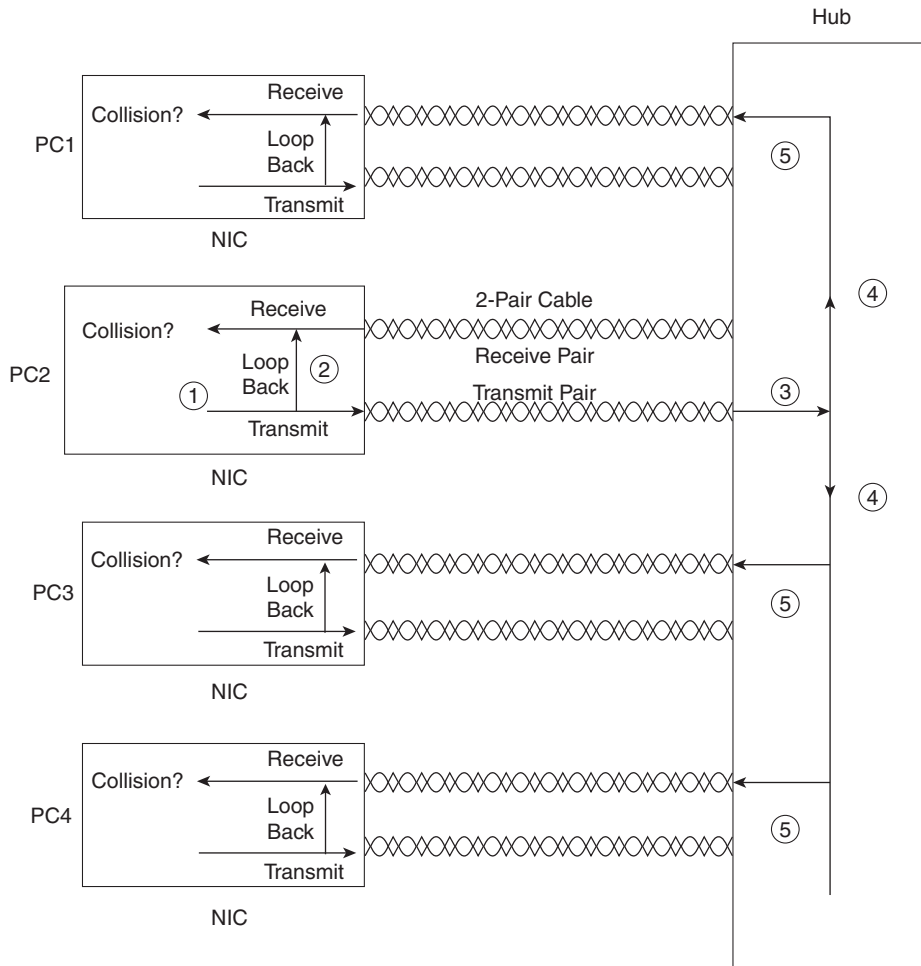 Hub
PC1
Collision?
Receive
Loop
Back
Transmit
NIC
⑤
④
PC2
Collision?
Receive
Loop
Back
①
②
Transmit
NIC
2-Pair Cable
Receive Pair
Transmit Pair
③
④
PC3
Collision?
Receive
Loop
Back
Transmit
NIC
⑤
PC4
Collision?
Receive
Loop
Back
Transmit
NIC
⑤